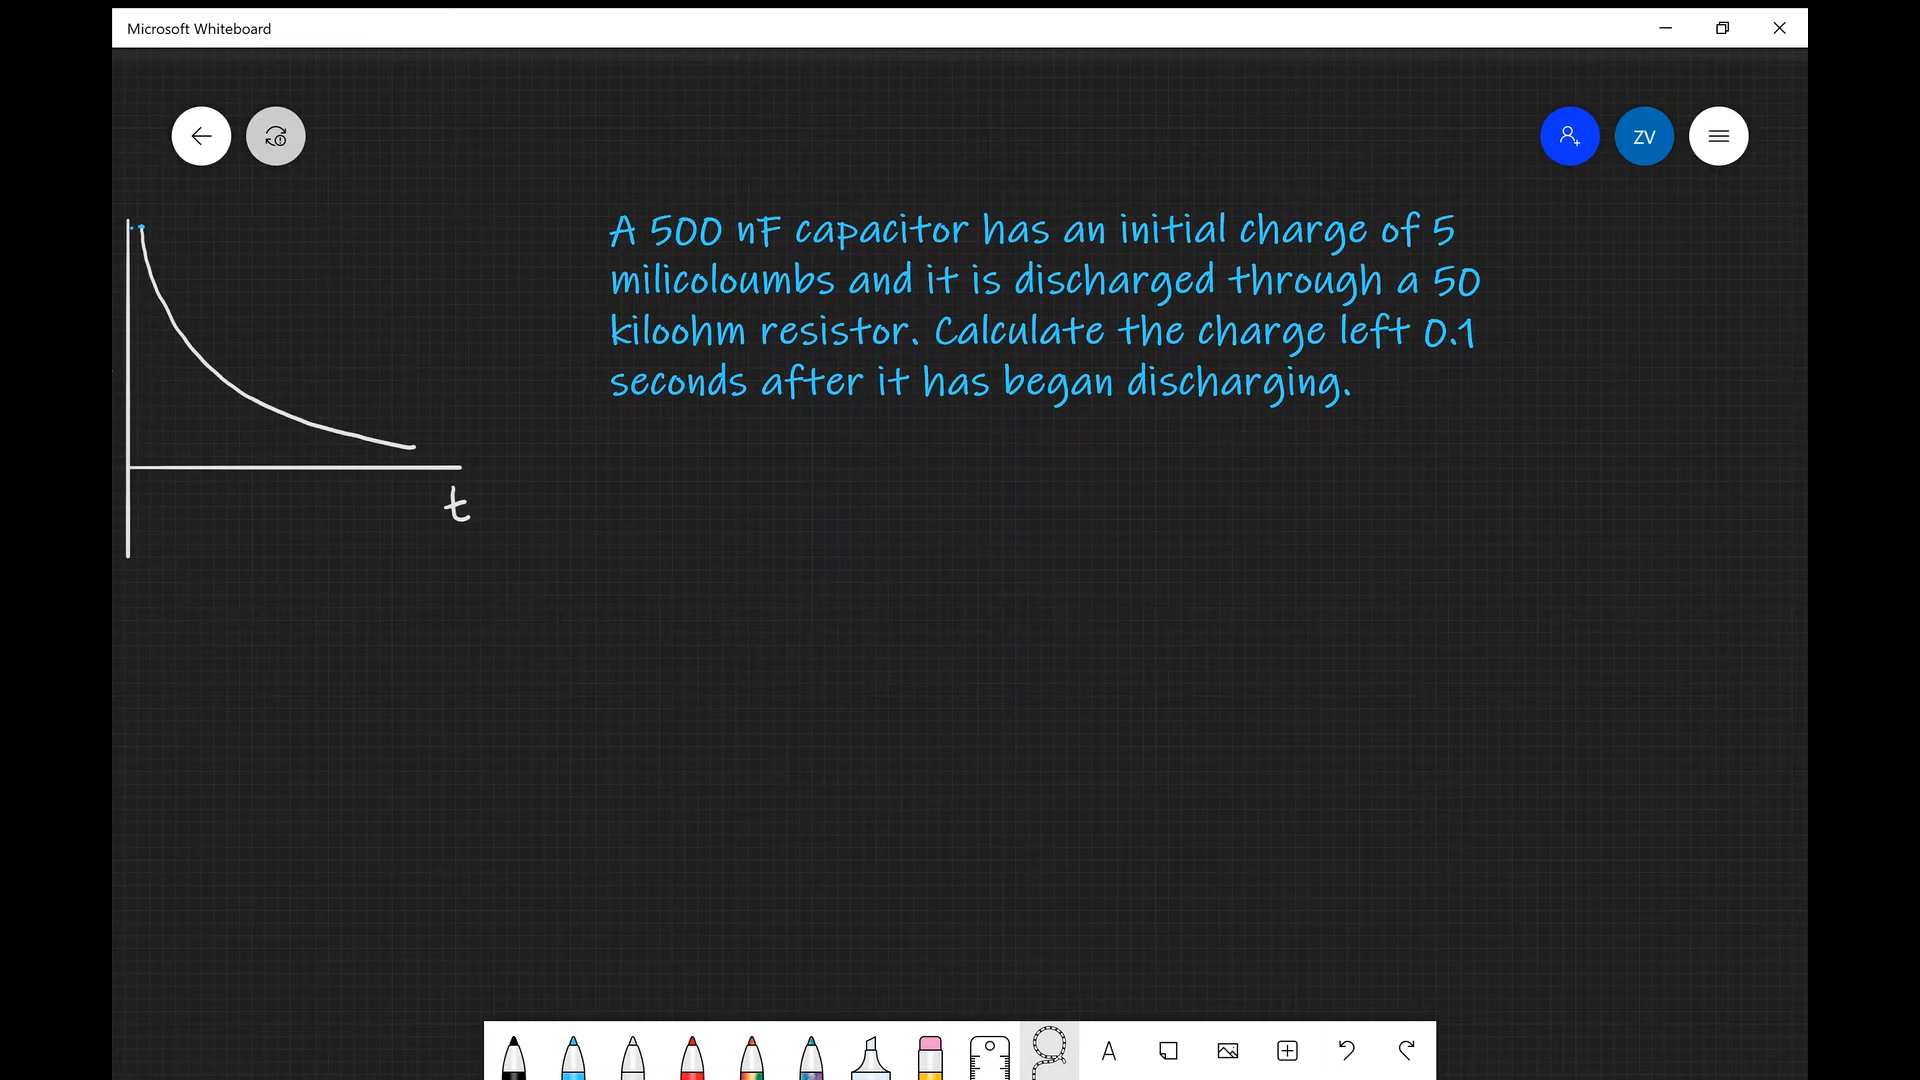 Microsoft Whiteboard
ZV
A 500 nF capacitor has an initial charge of 5
milicoloumbs and it is discharged through a 50
kiloohm resistor. Calculate the charge left 0.1
seconds after it has began discharging.
t
A